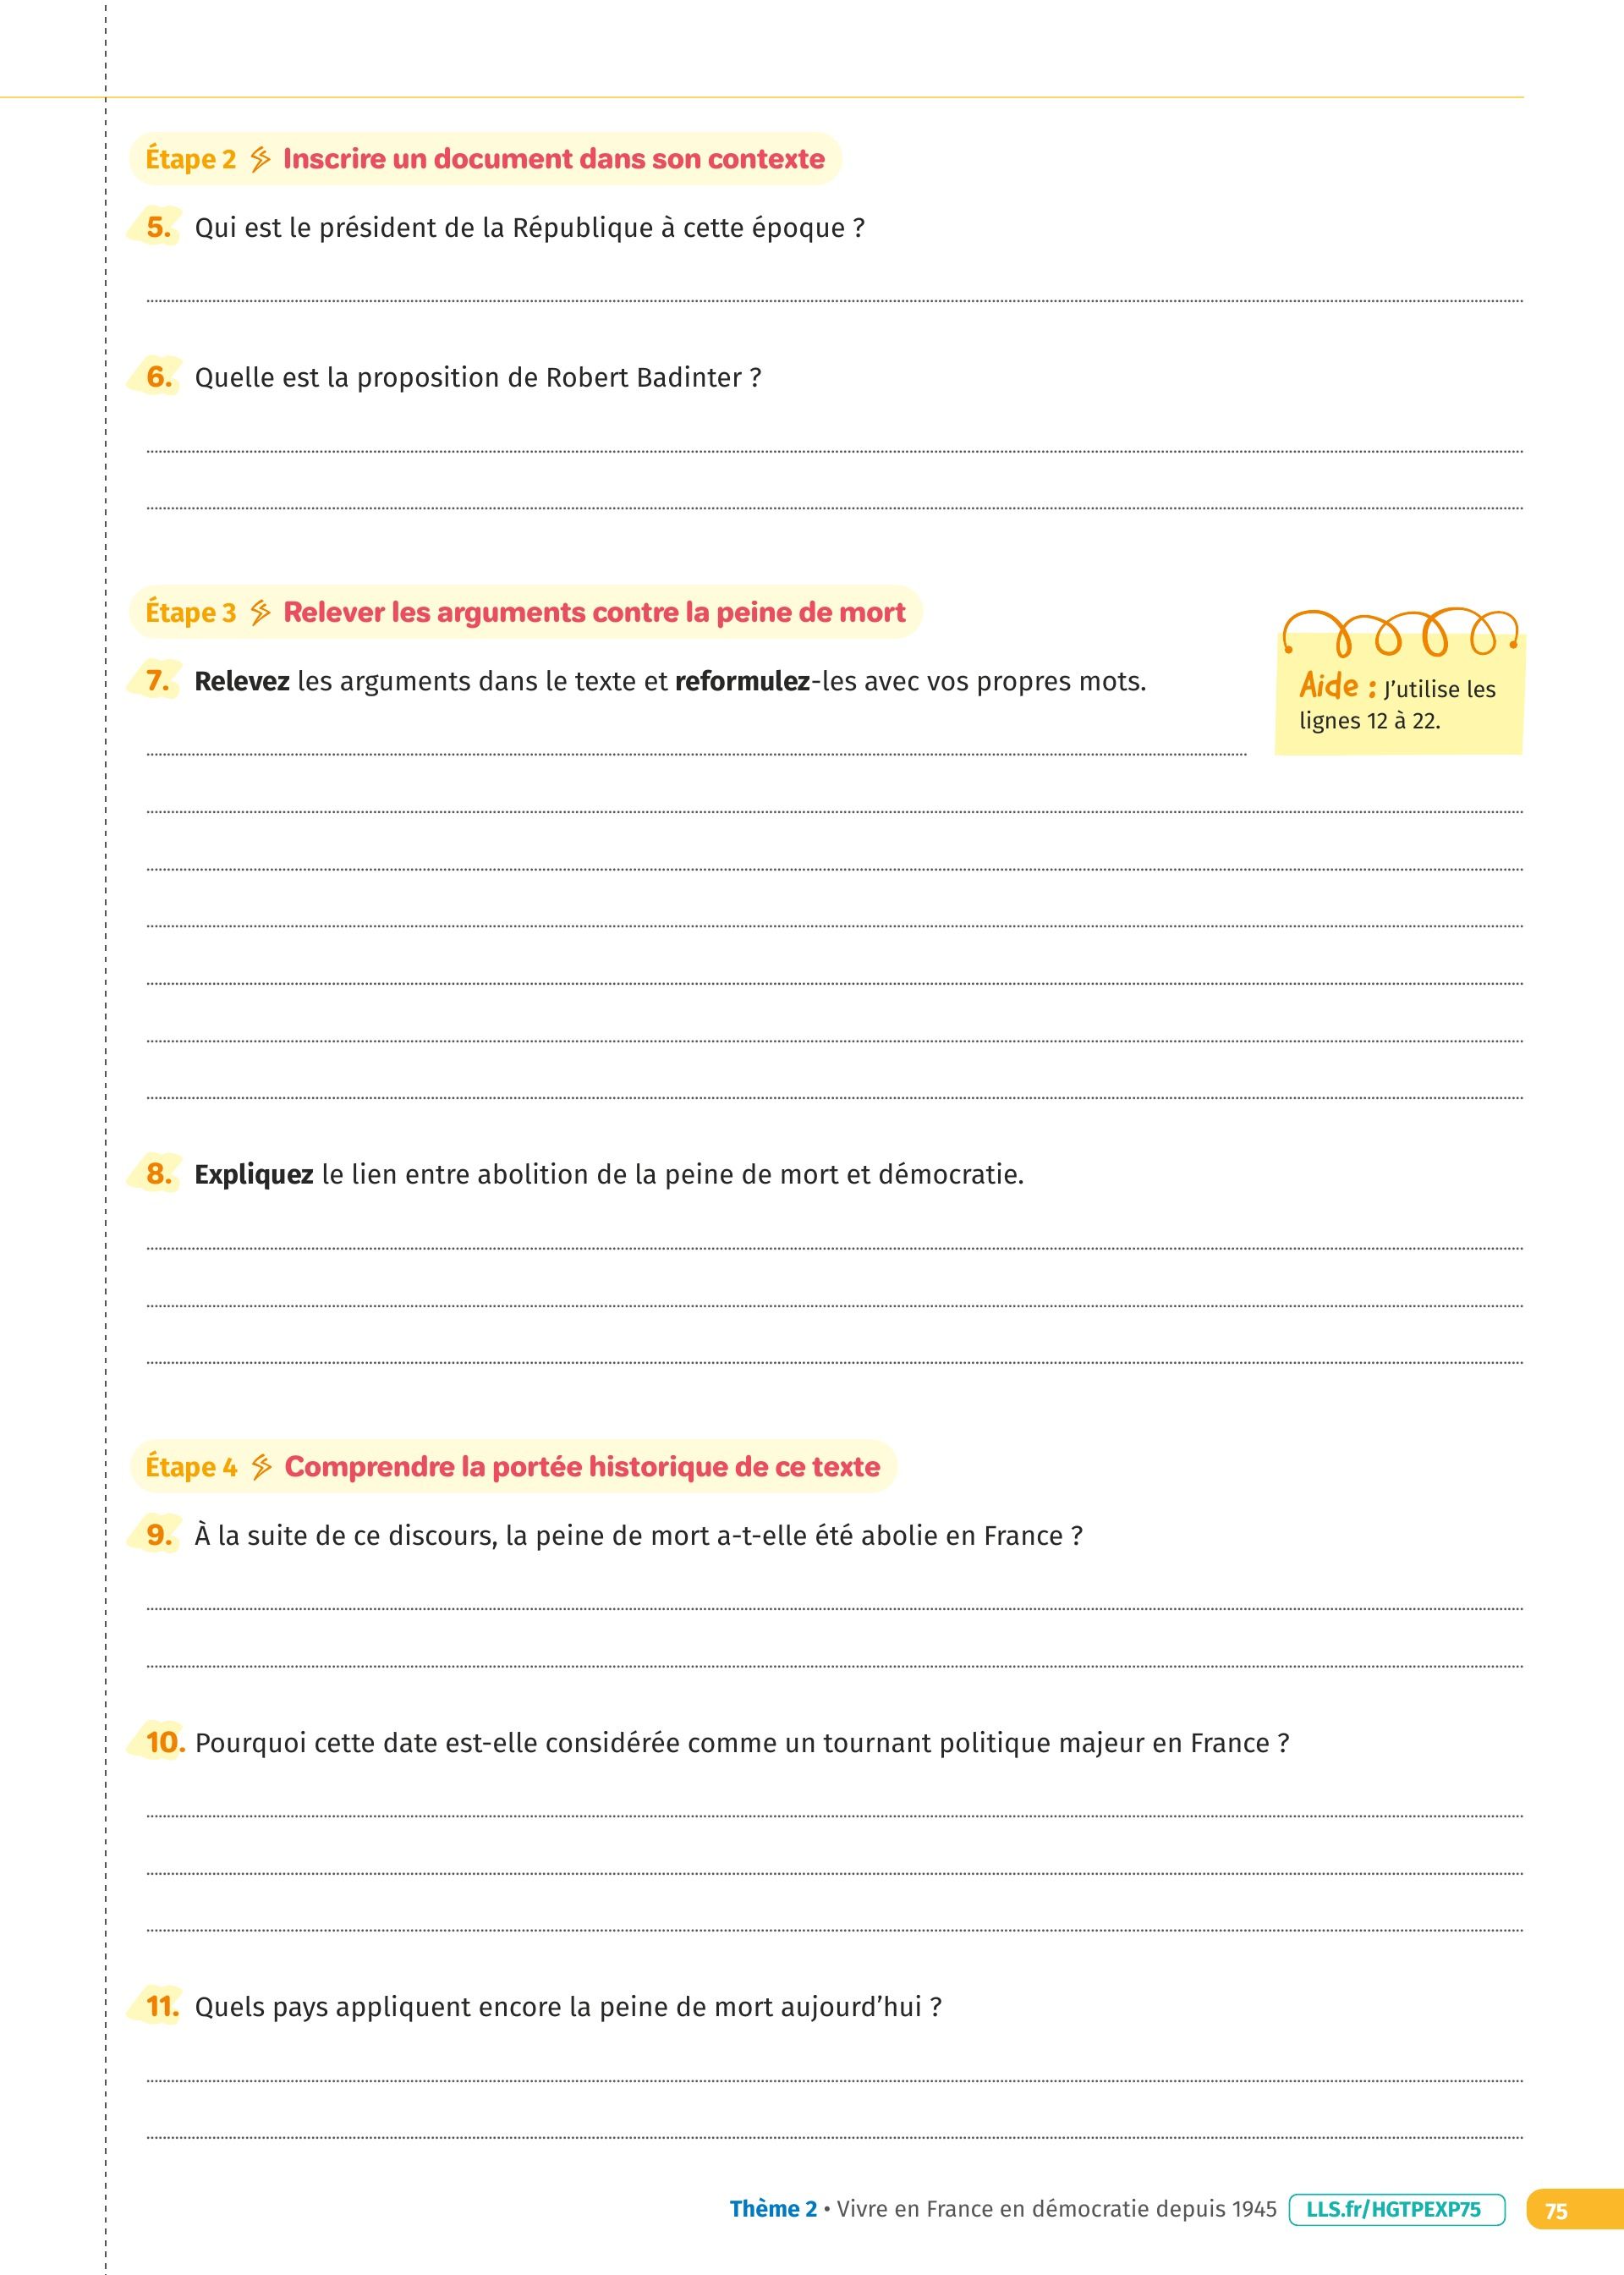 Étape 2 Inscrire un document dans son contexte
5. Qui est le président de la République à cette époque ?
6. Quelle est la proposition de Robert Badinter ?
Étape 3 Relever les arguments contre la peine de mort
7. Relevez les arguments dans le texte et reformulez-les avec vos propres mots.
Aide : J’utilise les
lignes 12 à 22.
8. Expliquez le lien entre abolition de la peine de mort et démocratie.
Étape 4 Comprendre la portée historique de ce texte
9. À la suite de ce discours, la peine de mort a-t-elle été abolie en France ?
10. Pourquoi cette date est-elle considérée comme un tournant politique majeur en France ?
11. Quels pays appliquent encore la peine de mort aujourd’hui ?
Thème 2 • Vivre en France en démocratie depuis 1945 LLS.fr/HGTPEXP75 75